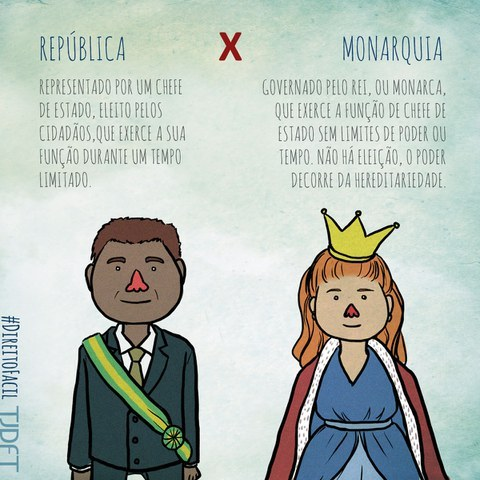 REPÚBLICA
X
MONARQUIA
REPRESENTADO POR UM CHEFE
DE ESTADO, ELEITO PELOS
CIDADÃOS,QUE EXERCE A SUA
FUNÇÃO DURANTE UM TEMPO
LIMITADO.
GOVERNADO PELO REI, OU MONARCA,
QUE EXERCE A FUNÇÃO DE CHEFE DE
ESTADO SEM LIMITES DE PODER OU
TEMPO. NÃO HÁ ELEIÇÃO, O PODER
DECORRE DA HEREDITARIEDADE.
#DIREITOFÁCIL
TJDFT